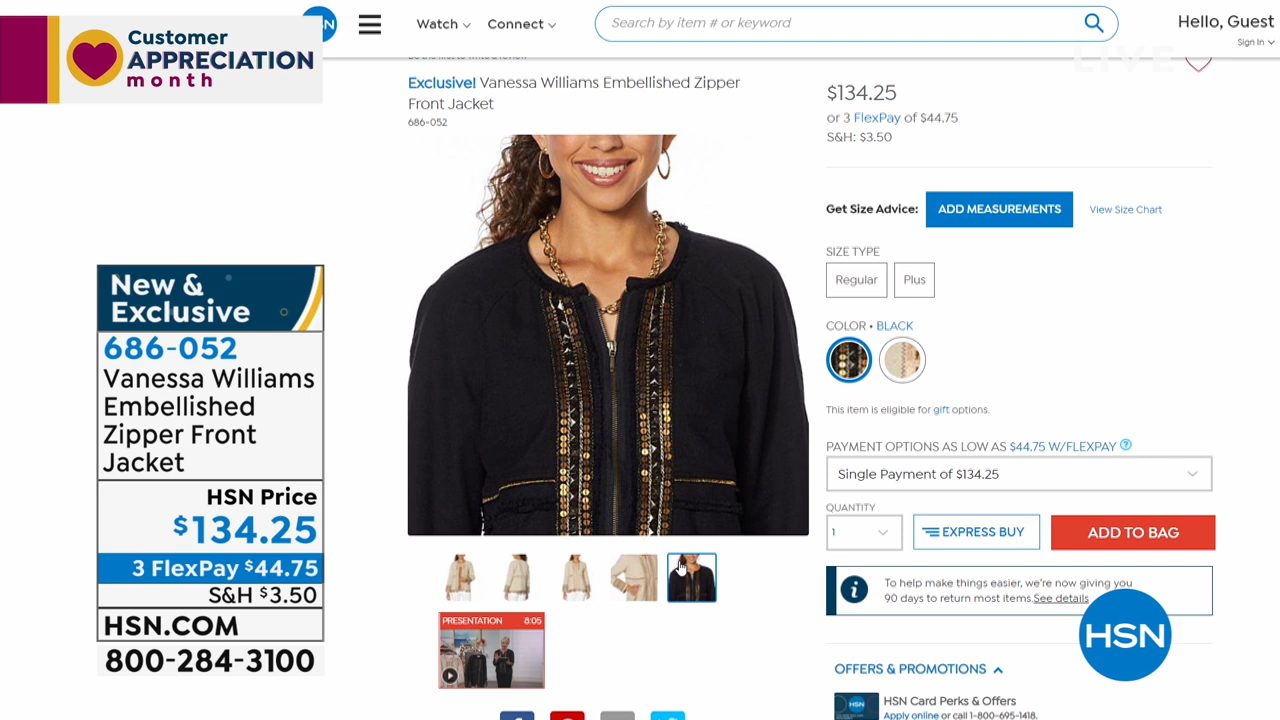 Customer
APPRECIATION
month
HSN
Watch
Connect
Search by item # or keyword
Hello, Guest
Sign In
LIVE
Exclusive! Vanessa Williams Embellished Zipper
Front Jacket
686-052
$134.25
or 3 FlexPay of $44.75
S&H: $3.50
Get Size Advice:
ADD MEASUREMENTS
View Size Chart
SIZE TYPE
Regular
Plus
COLOR • BLACK
This item is eligible for gift options.
PAYMENT OPTIONS AS LOW AS $44.75 W/FLEXPAY ?
Single Payment of $134.25
QUANTITY
1
EXPRESS BUY
ADD TO BAG
i
To help make things easier, we're now giving you
90 days to return most items.See details
OFFERS & PROMOTIONS
HSN
HSN Card Perks & Offers
Apply online or call 1-800-695-1418.
PRESENTATION 8:05
New &
Exclusive
686-052
Vanessa Williams
Embellished
Zipper Front
Jacket
HSN Price
$134.25
3 FlexPay $44.75
S&H $3.50
HSN.COM
800-284-3100
HSN